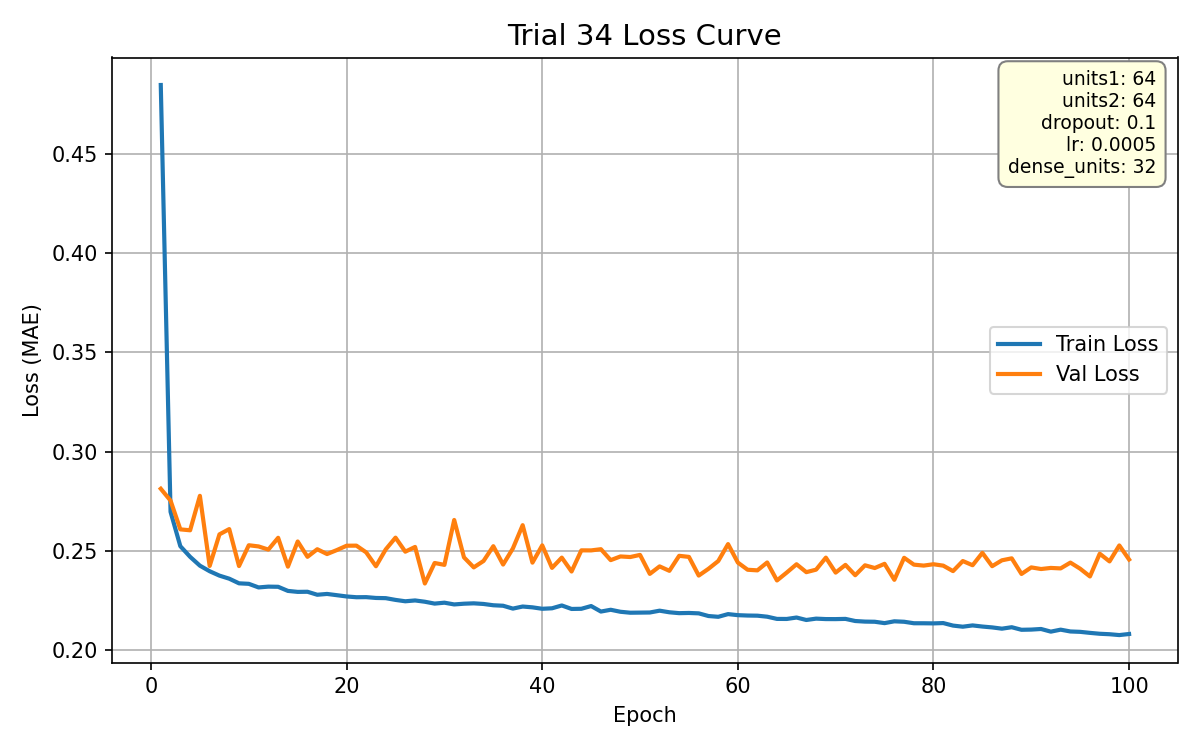 Trial 34 Loss Curve
units1: 64
units2: 64
dropout: 0.1
lr: 0.0005
dense_units: 32
Train Loss
Val Loss
Loss (MAE)
0.45
0.40
0.35
0.30
0.25
0.20
0
20
40
60
80
100
Epoch